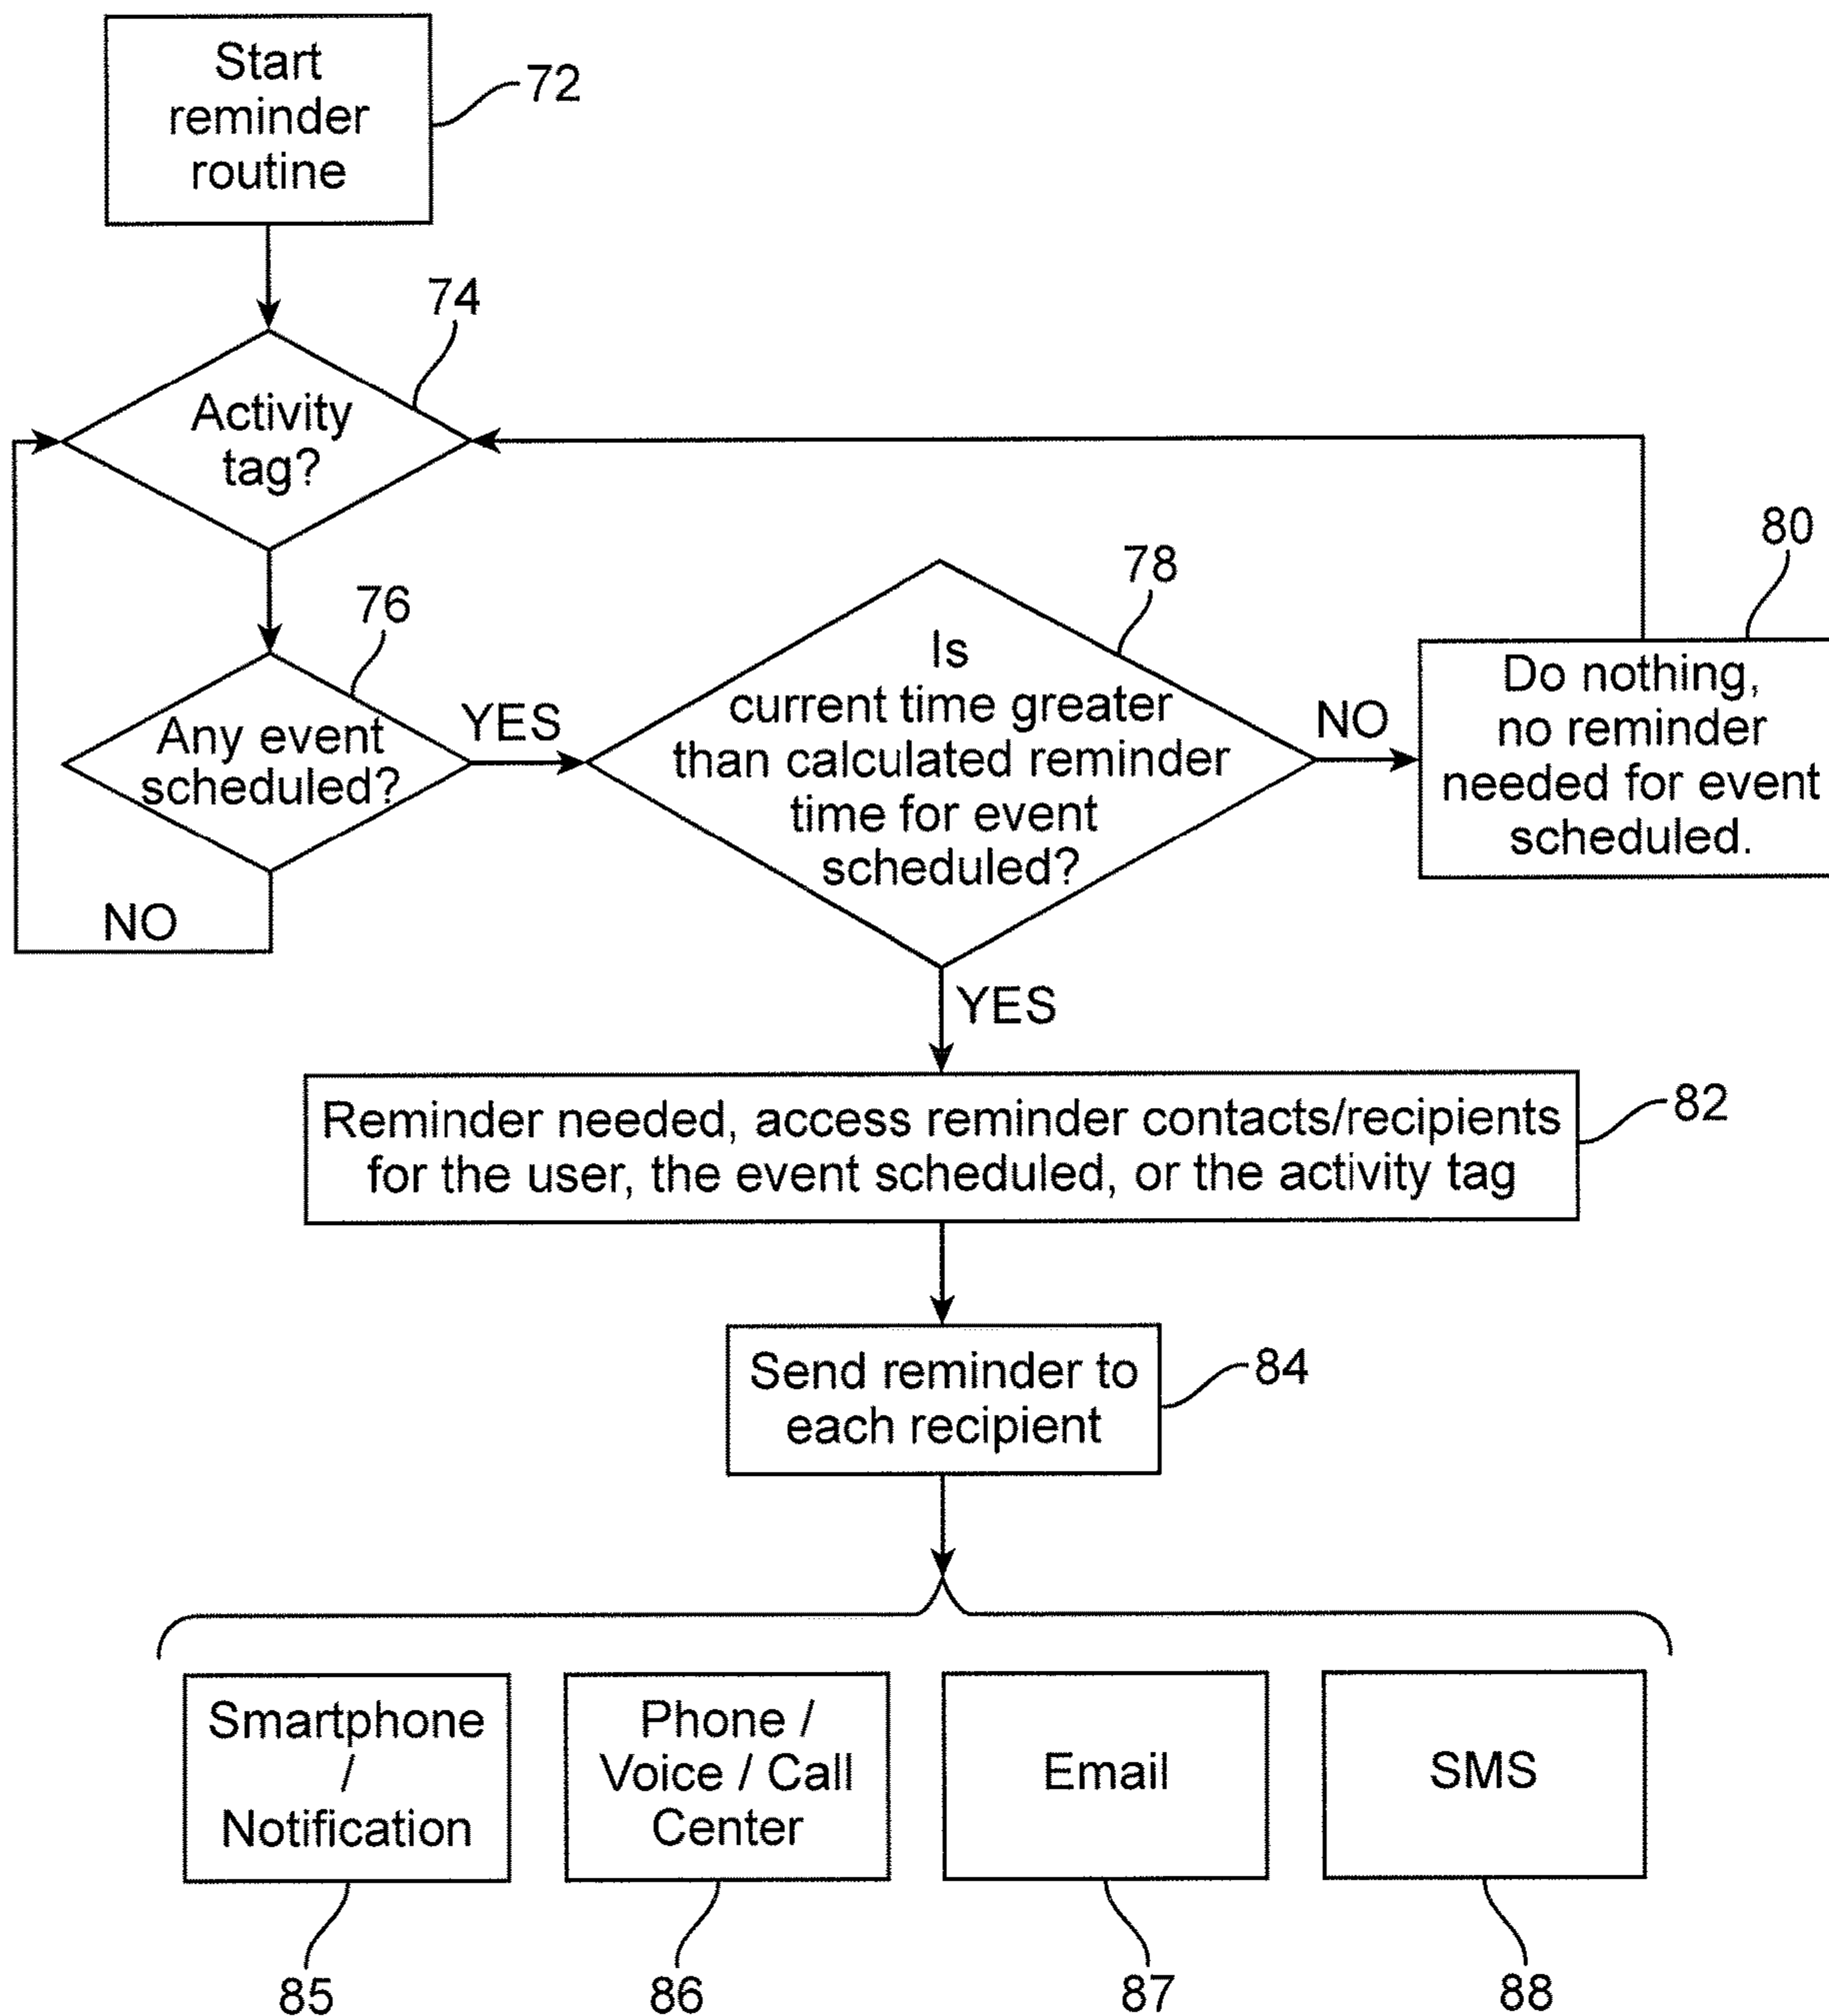 Start
reminder
routine
72
74
Activity
tag?
76
Any event
scheduled?
YES
NO
78
Is
current time greater
than calculated reminder
time for event
scheduled?
NO
80
Do nothing,
no reminder
needed for event
scheduled.
YES
Reminder needed, access reminder contacts/recipients
for the user, the event scheduled, or the activity tag
82
Send reminder to
each recipient
84
Smartphone
/
Notification
Phone /
Voice / Call
Center
Email
SMS
85
86
87
88